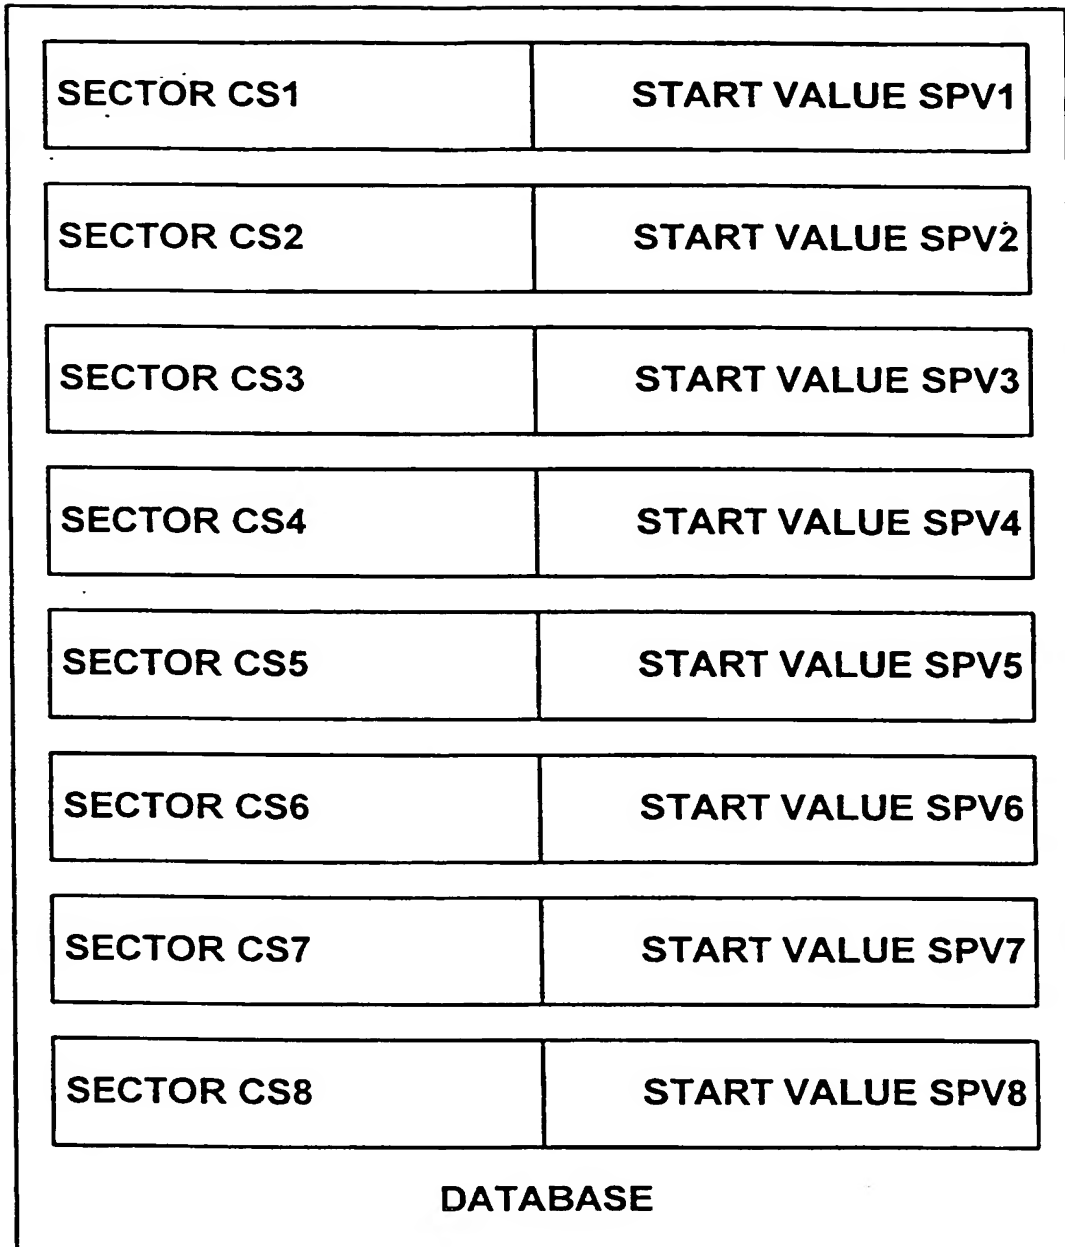 SECTOR CS1 START VALUE SPV1
SECTOR CS2 START VALUE SPV2
SECTOR CS3 START VALUE SPV3
SECTOR CS4 START VALUE SPV4
SECTOR CS5 START VALUE SPV5
SECTOR CS6 START VALUE SPV6
SECTOR CS7 START VALUE SPV7
SECTOR CS8 START VALUE SPV8
DATABASE